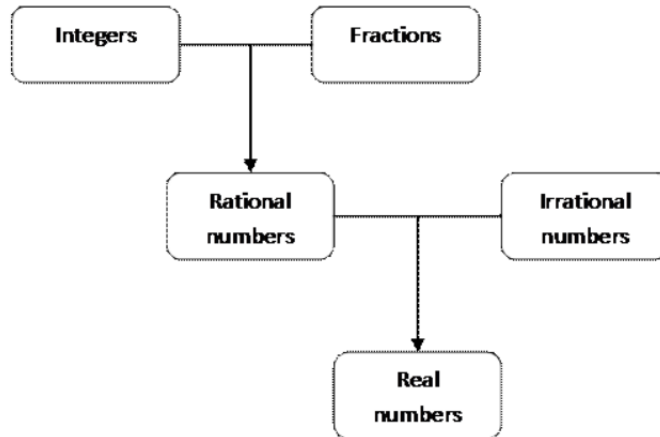 Integers
Fractions
Rational
numbers
Irrational
numbers
Real
numbers